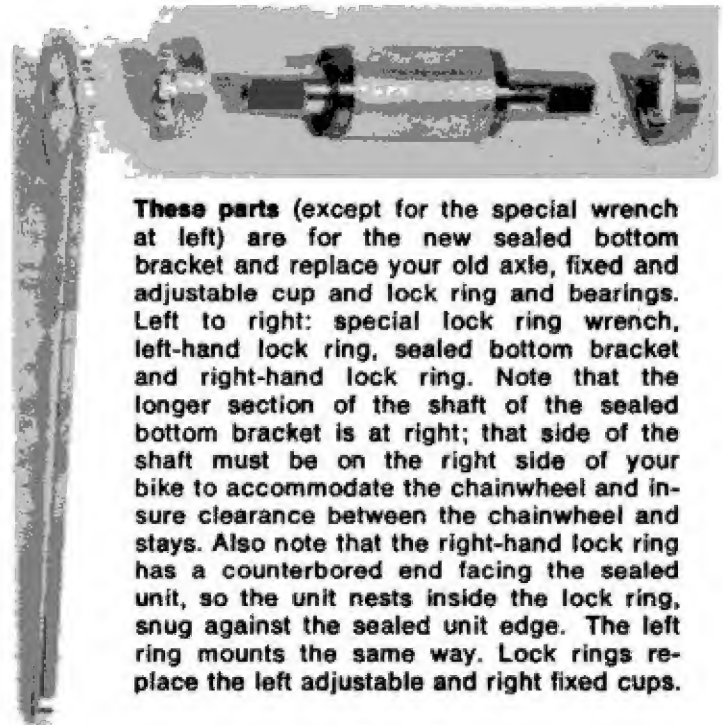 These parts (except for the special wrench
at left) are for the new sealed bottom
bracket and replace your old axle, fixed and
adjustable cup and lock ring and bearings.
Left to right: special lock ring wrench,
left-hand lock ring, sealed bottom bracket
and right-hand lock ring. Note that the
longer section of the shaft of the sealed
bottom bracket is at right; that side of the
shaft must be on the right side of your
bike to accommodate the chainwheel and in-
sure clearance between the chainwheel and
stays. Also note that the right-hand lock ring
has a counterbored end facing the sealed
unit, so the unit nests inside the lock ring,
snug against the sealed unit edge. The left
ring mounts the same way. Lock rings re-
place the left adjustable and right fixed cups.